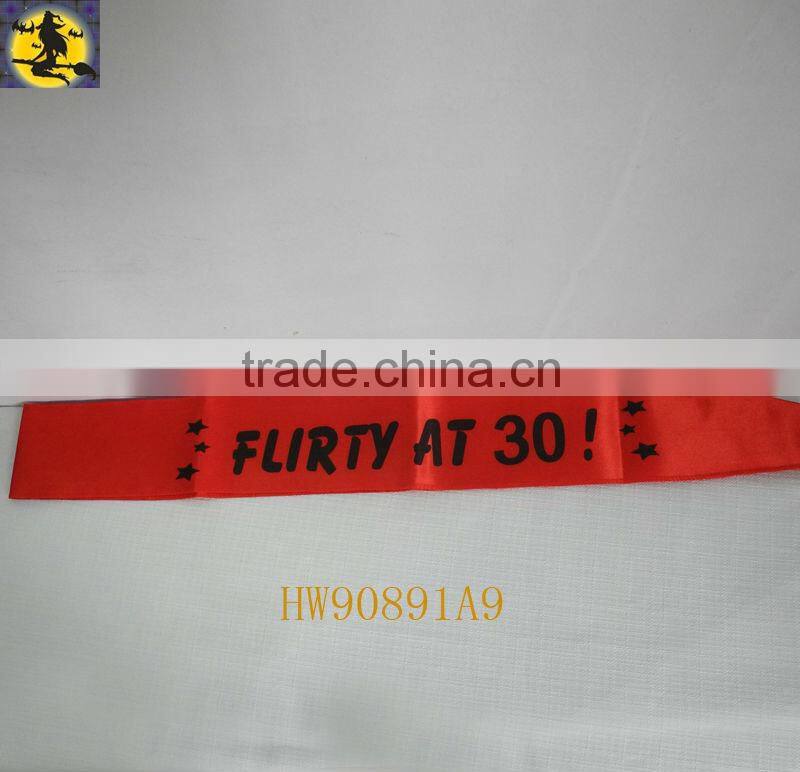 trade.china.cn
FLIRTY AT 30 !
HW90891A9